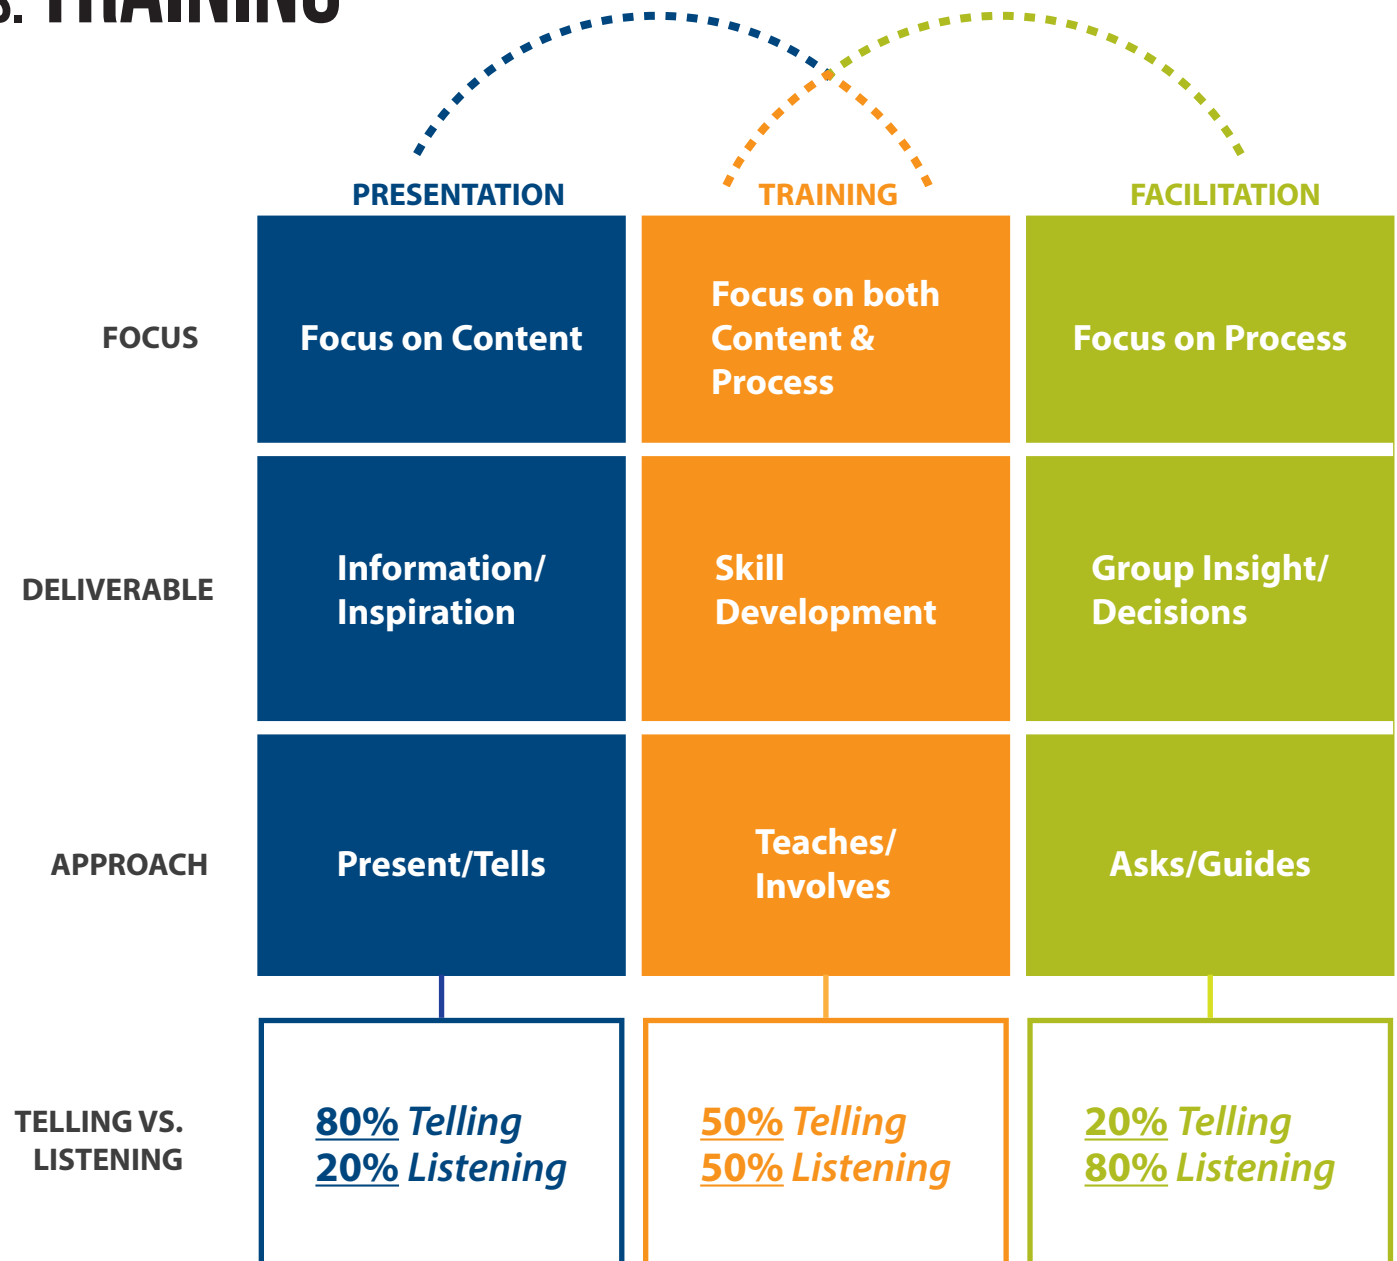 S. TRAINING
PRESENTATION
TRAINING
FACILITATION
FOCUS
Focus on Content
Focus on both
Content &
Process
Focus on Process
DELIVERABLE
Information/
Inspiration
Skill
Development
Group Insight/
Decisions
APPROACH
Present/Tells
Teaches/
Involves
Asks/Guides
TELLING VS.
LISTENING
80% Telling
20% Listening
50% Telling
50% Listening
20% Telling
80% Listening